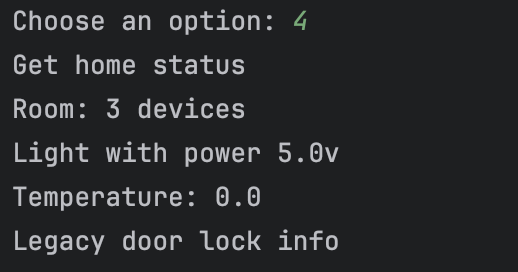 Choose an option: 4
Get home status
Room: 3 devices
Light with power 5.0v
Temperature: 0.0
Legacy door lock info